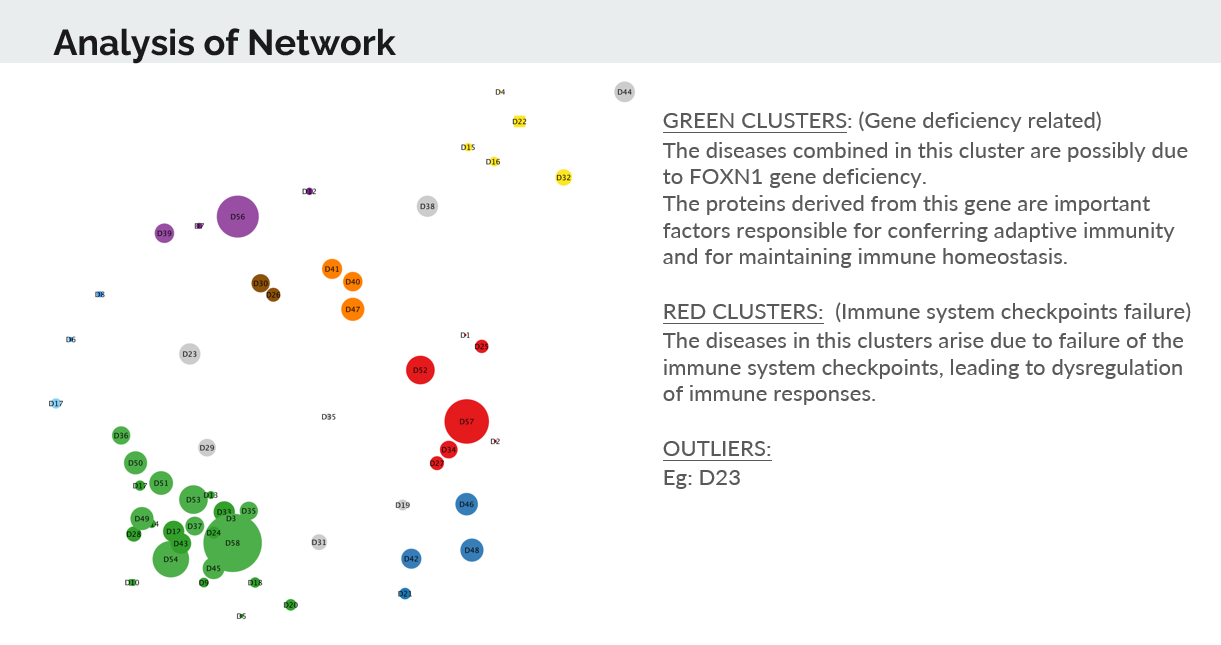 Analysis of Network
D4
D44
D22
D15
D16
D32
D38
D56
D39
D41
D40
D30
D26
D47
D23
D6
D1
D25
D52
D17
D35
D57
D2
D34
D27
D36
D29
D50
D17
D51
D53
D13
D33
D35
D3
D49
D28
D12
D37
D24
D43
D58
D54
D45
D10
D9
D18
D20
D5
D19
D46
D31
D42
D48
D21
GREEN CLUSTERS: (Gene deficiency related)
The diseases combined in this cluster are possibly due
to FOXN1 gene deficiency.
The proteins derived from this gene are important
factors responsible for conferring adaptive immunity
and for maintaining immune homeostasis.
RED CLUSTERS:  (Immune system checkpoints failure)
The diseases in this clusters arise due to failure of the
immune system checkpoints, leading to dysregulation
of immune responses.
OUTLIERS:
Eg: D23